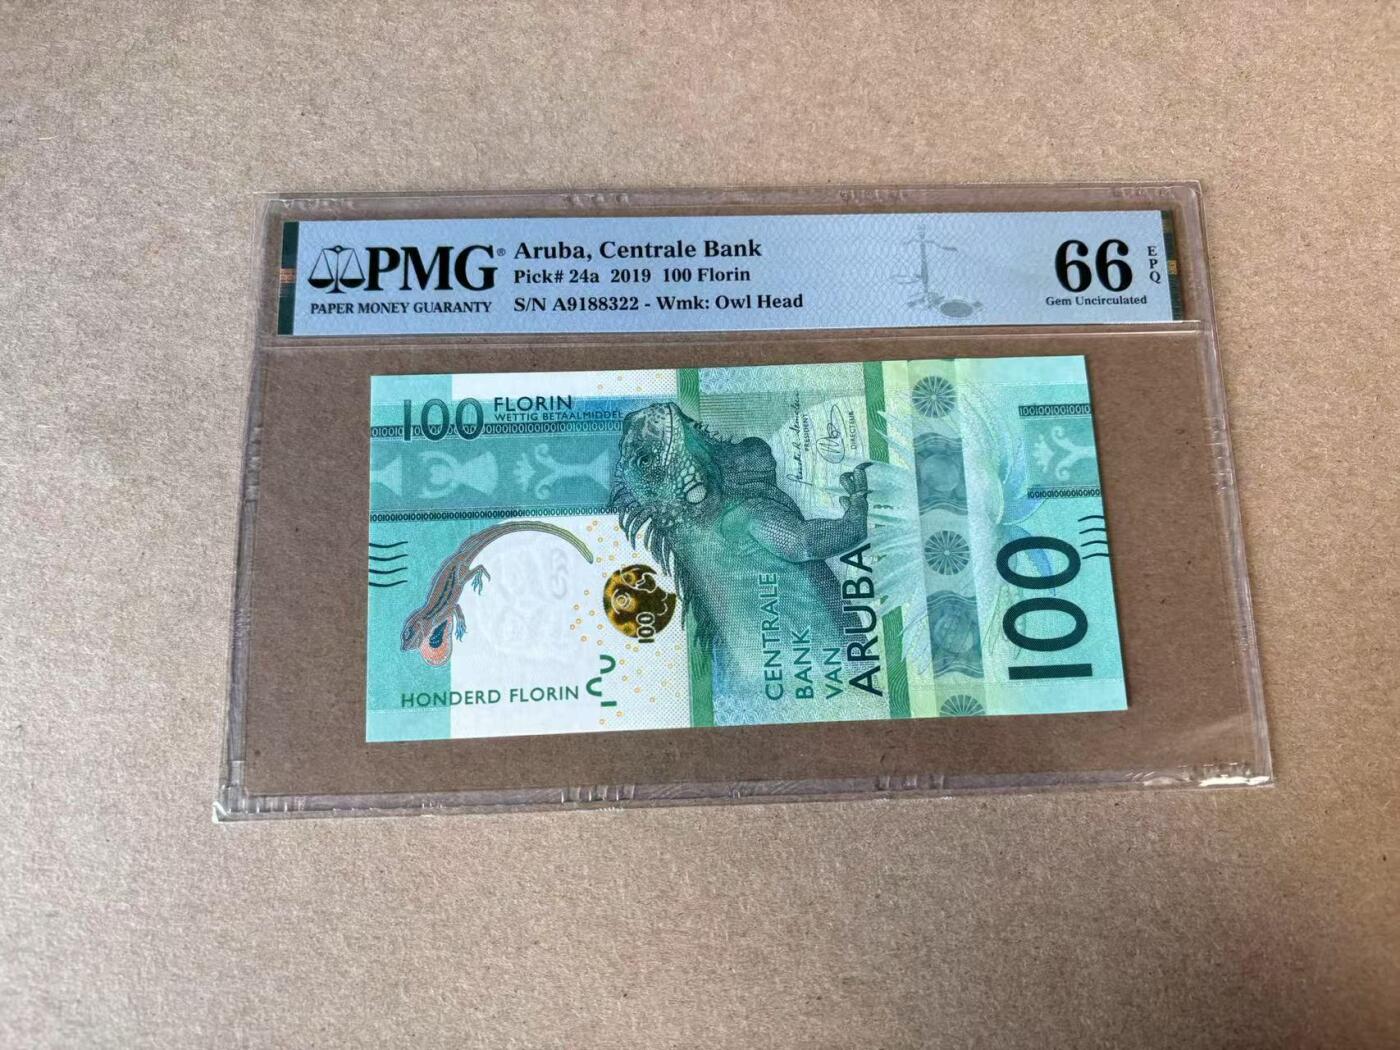 PMG®
PAPER MONEY GUARANTY
Aruba, Centrale Bank
Pick# 24a 2019 100 Florin
S/N A9188322 - Wmk: Owl Head
66
EPQ
Gem Uncirculated
100 FLORIN
WETTIG BETAALMIDDEL
PRESIDENT
DIRECTEUR
100
HONDERD FLORIN
CENTRALE
BANK
VAN
ARUBA
100